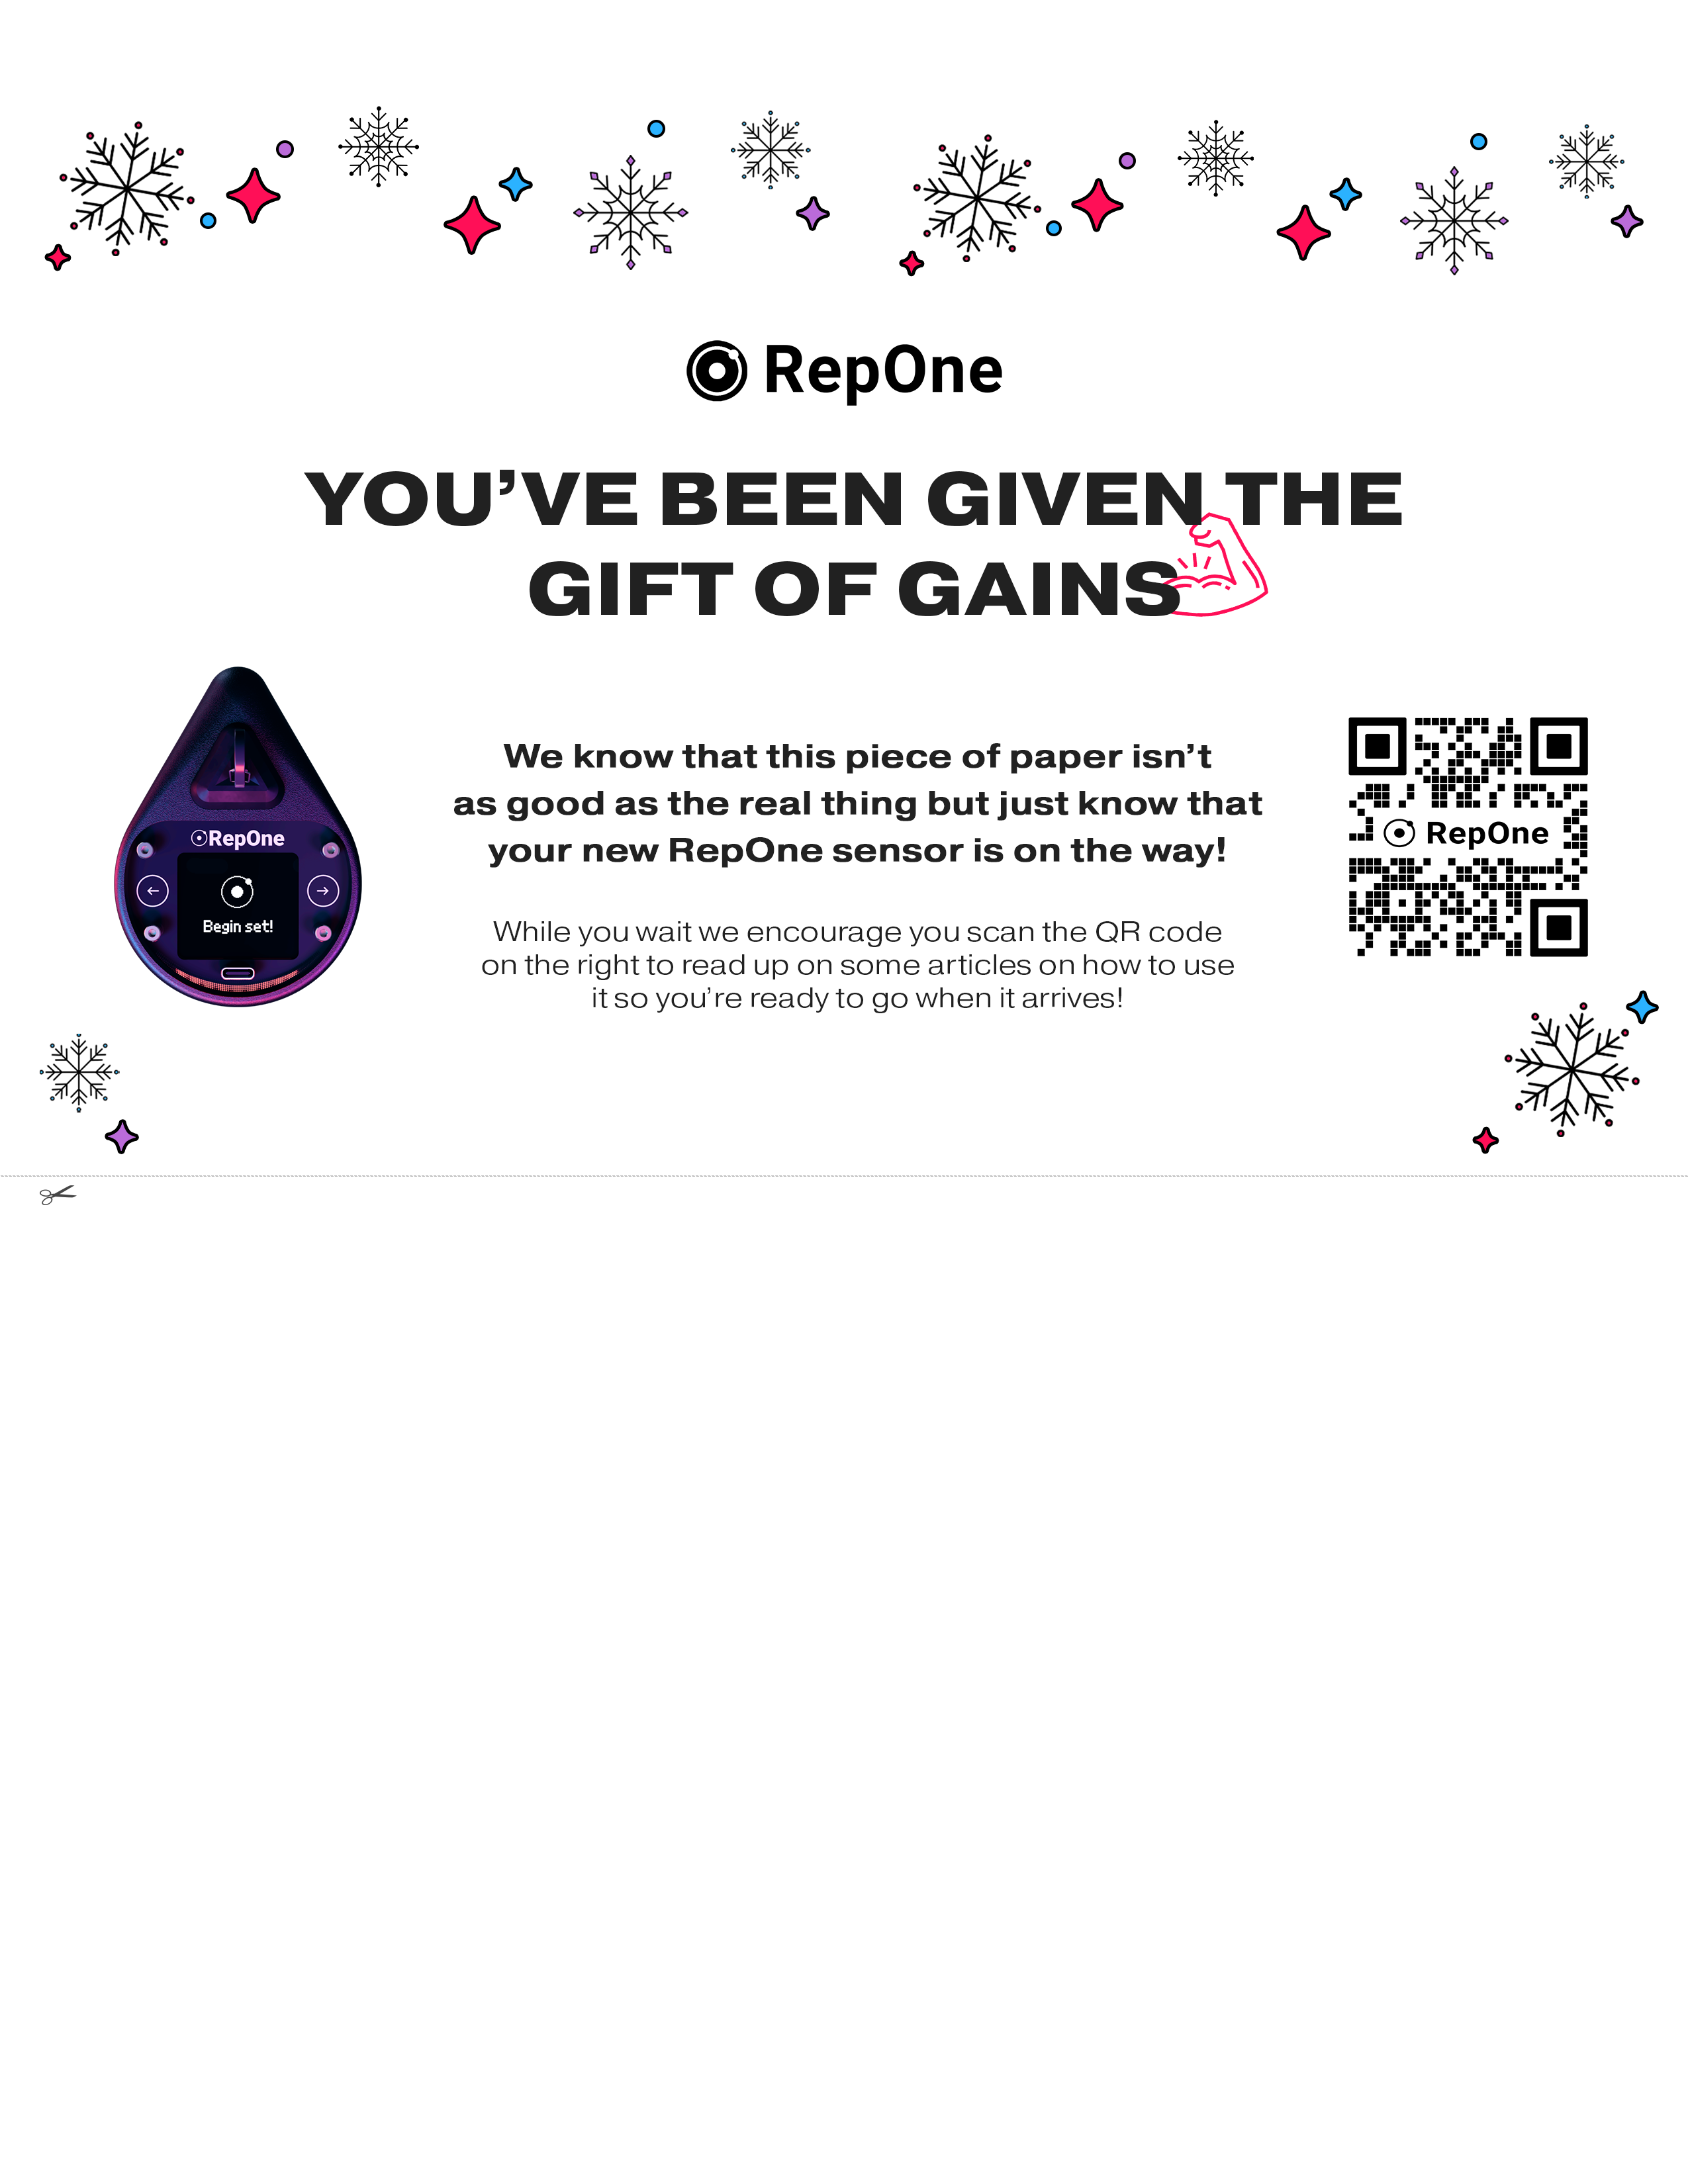 RepOne
YOU’VE BEEN GIVEN THE
GIFT OF GAINS
RepOne
Begin set!
We know that this piece of paper isn’t
as good as the real thing but just know that
your new RepOne sensor is on the way!
While you wait we encourage you scan the QR code
on the right to read up on some articles on how to use
it so you’re ready to go when it arrives!
RepOne